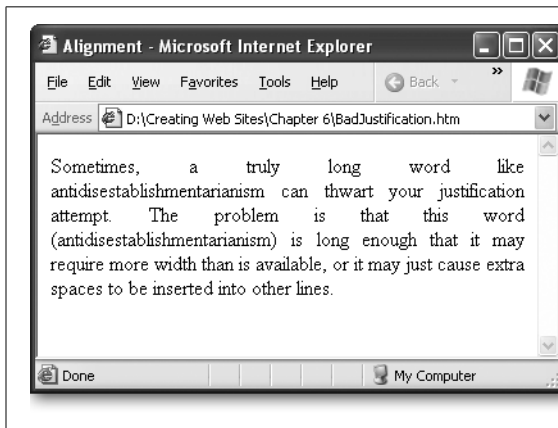 Alignment - Microsoft Internet Explorer
File Edit View Favorites Tools Help Back »
Address D:\Creating Web Sites\Chapter 6\BadJustification.htm
Sometimes, a truly long word like
antidisestablishmentarianism can thwart your justification
attempt. The problem is that this word
(antidisestablishmentarianism) is long enough that it may
require more width than is available, or it may just cause extra
spaces to be inserted into other lines.
Done My Computer